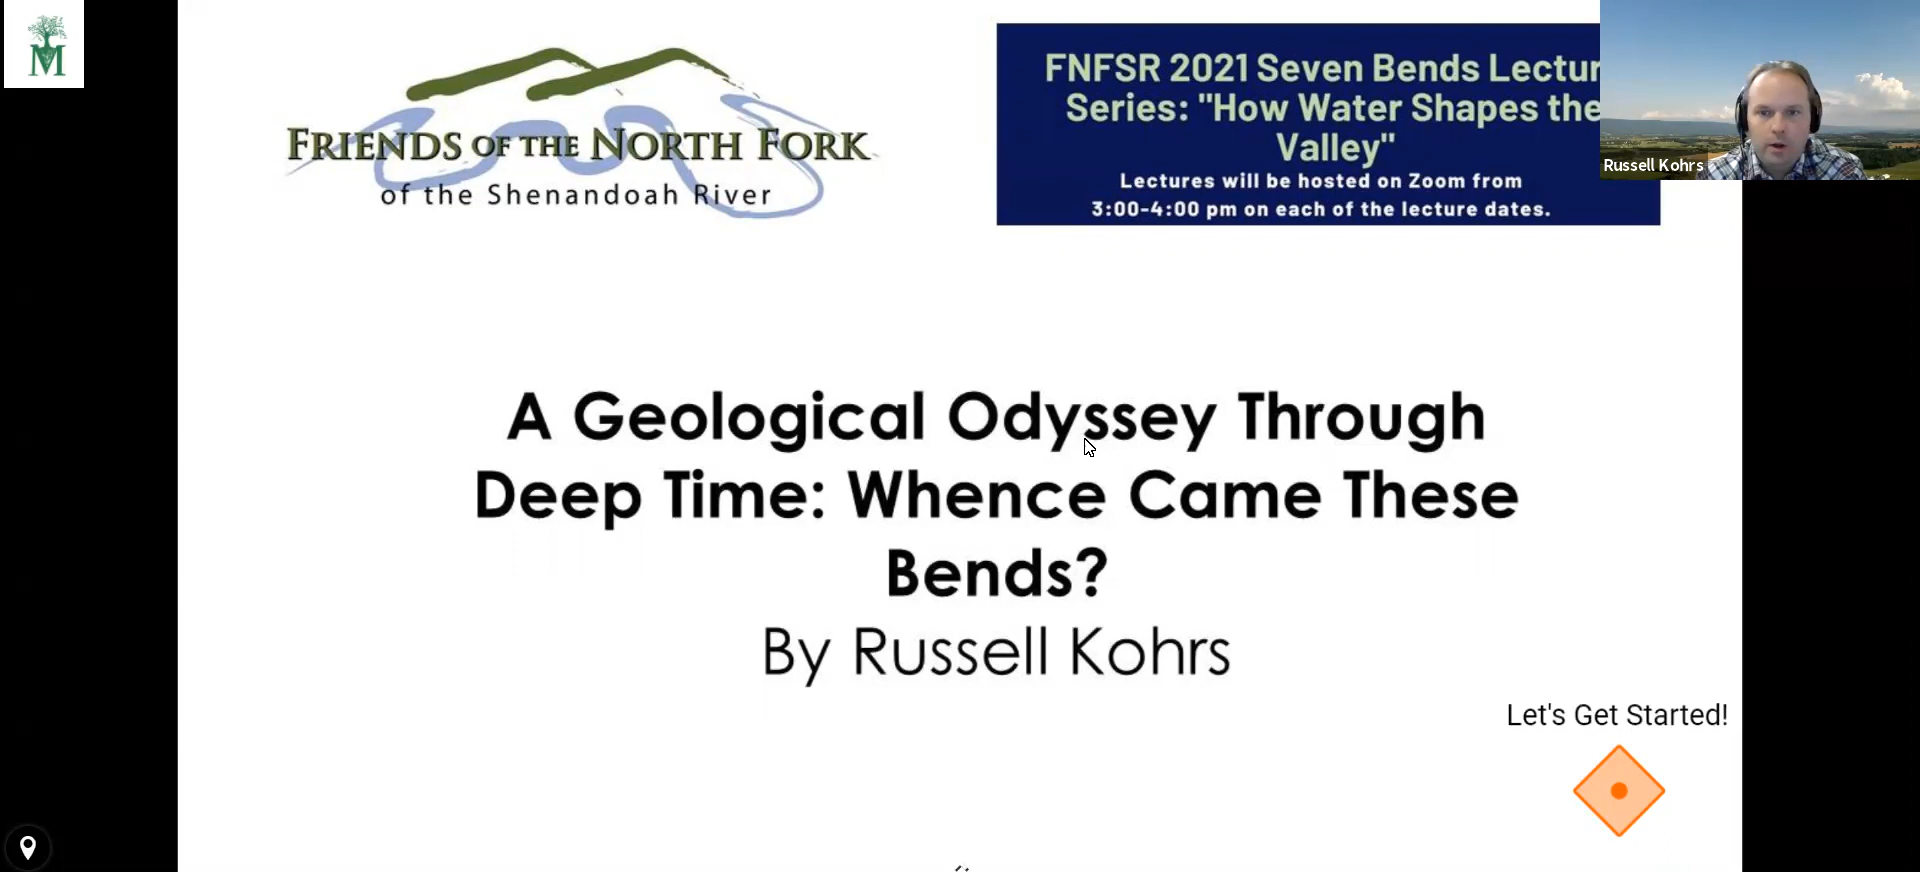 M
FRIENDS OF THE NORTH FORK
of the Shenandoah River
FNFSR 2021 Seven Bends Lectur
Series: "How Water Shapes the
Valley"
Lectures will be hosted on Zoom from
3:00-4:00 pm on each of the lecture dates.
Russell Kohrs
A Geological Odyssey Through
Deep Time: Whence Came These
Bends?
By Russell Kohrs
Let's Get Started!